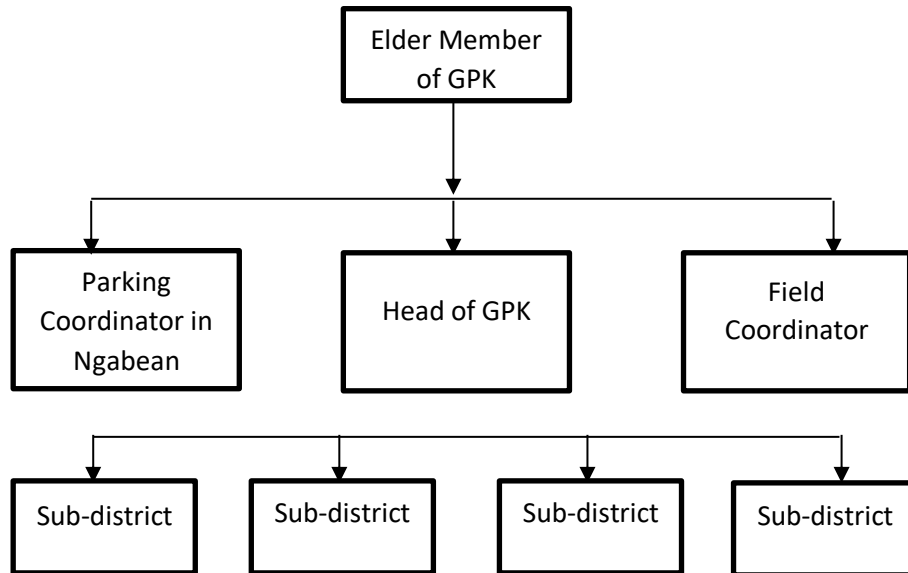 Elder Member
of GPK
Parking
Coordinator in
Ngabean
Head of GPK
Field
Coordinator
Sub-district
Sub-district
Sub-district
Sub-district